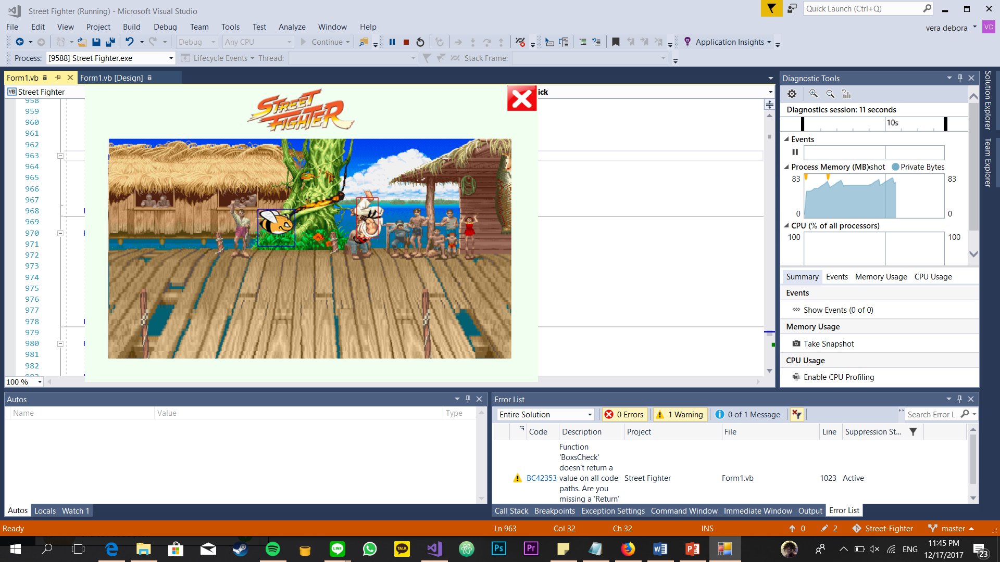 Street Fighter (Running) - Microsoft Visual Studio
Quick Launch (Ctrl+Q)
File Edit View Project Build Debug Team Tools Test Analyze Window Help
vera debora VD
Debug Any CPU Continue Application Insights
Process: [9588] Street Fighter.exe Lifecycle Events Thread: Stack Frame:
Form1.vb Form1.vb [Design]
VB Street Fighter
ick
958
959
960
961
962
963
964
965
966
967
968
969
970
971
972
973
974
975
976
977
978
979
980
981
982
STREET
FIGHTER
100 %
Diagnostic Tools
Diagnostics session: 11 seconds
10s
Events
Process Memory (MB) shot Private Bytes
83 83
0 0
CPU (% of all processors)
100 100
Summary Events Memory Usage CPU Usage
Events
Show Events (0 of 0)
Memory Usage
Take Snapshot
CPU Usage
Enable CPU Profiling
Solution Explorer
Team Explorer
Autos
Name Value Type
Autos Locals Watch 1
Error List
Entire Solution 0 Errors 1 Warning 0 of 1 Message Search Error L
Code Description Project File Line Suppression St...
Function
'BoxsCheck'
doesn't return a
BC42353 value on all code Street Fighter Form1.vb 1023 Active
paths. Are you
missing a 'Return'
Call Stack Breakpoints Exception Settings Command Window Immediate Window Output Error List
Ready Ln 963 Col 32 Ch 32 INS 0 2 Street-Fighter master
LINE TALK Ps Pr
ENG
11:45 PM
12/17/2017
23